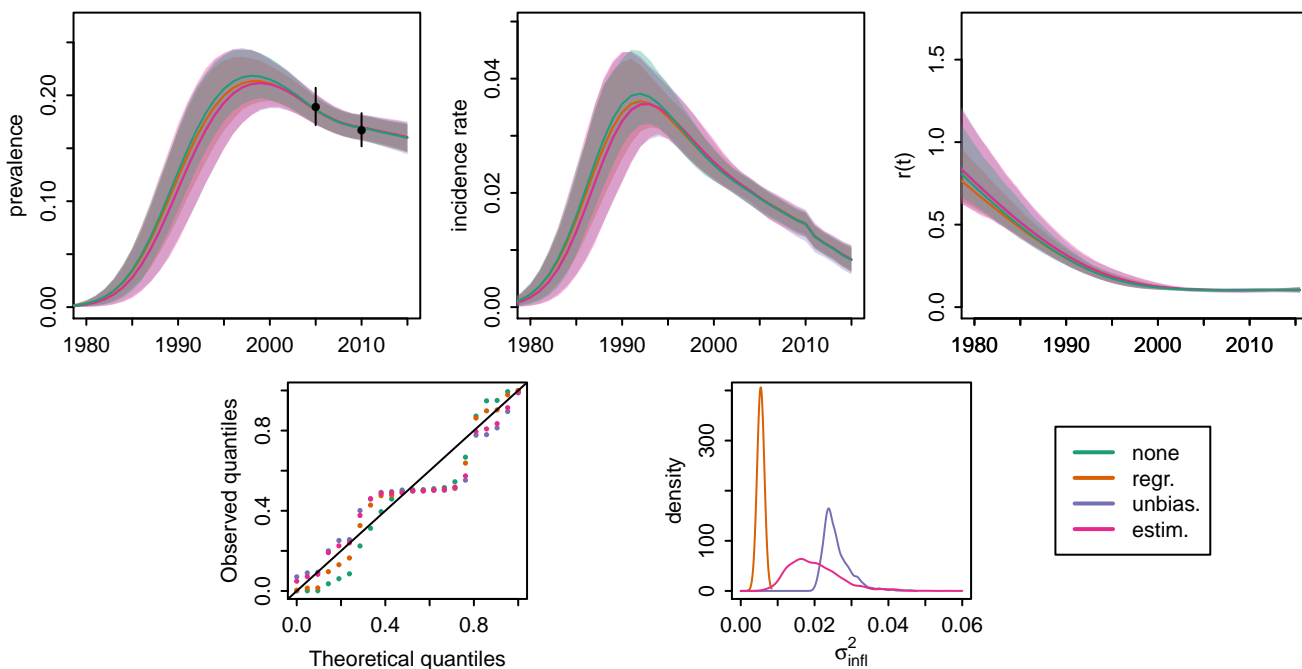 prevalence
0.00 0.10 0.20
1980 1990 2000 2010
incidence rate
0.00 0.02 0.04
1980 1990 2000 2010
r(t)
0.0 0.5 1.0 1.5
1980 1990 2000 2010
Observed quantiles
0.0 0.4 0.8
0.0 0.4 0.8
Theoretical quantiles
density
0 100 300
0.00 0.02 0.04 0.06
σ²infl
none
regr.
unbias.
estim.